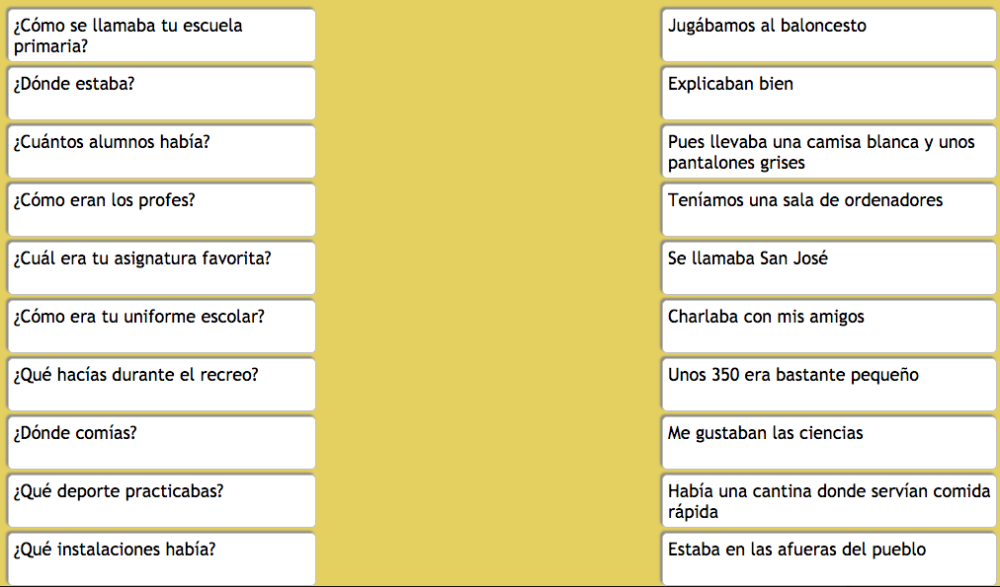 ¿Cómo se llamaba tu escuela
primaria?
¿Dónde estaba?
¿Cuántos alumnos había?
¿Cómo eran los profes?
¿Cuál era tu asignatura favorita?
¿Cómo era tu uniforme escolar?
¿Qué hacías durante el recreo?
¿Dónde comías?
¿Qué deporte practicabas?
¿Qué instalaciones había?
Jugábamos al baloncesto
Explicaban bien
Pues llevaba una camisa blanca y unos
pantalones grises
Teníamos una sala de ordenadores
Se llamaba San José
Charlaba con mis amigos
Unos 350 era bastante pequeño
Me gustaban las ciencias
Había una cantina donde servían comida
rápida
Estaba en las afueras del pueblo